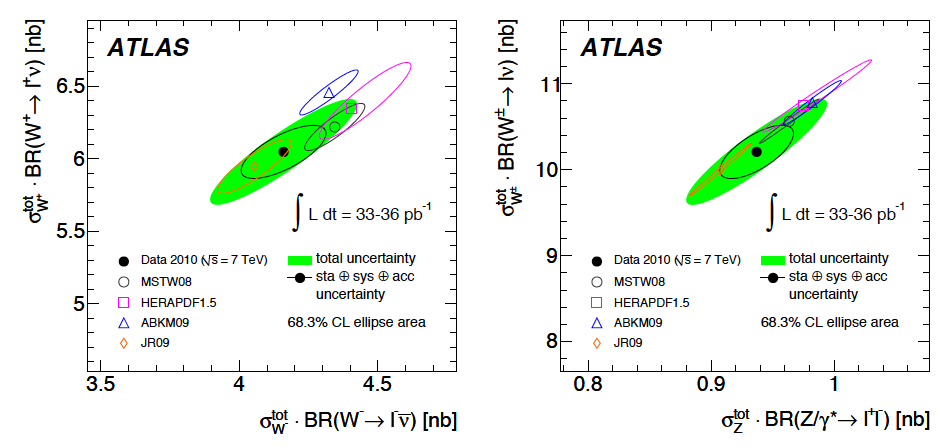 ATLAS
σ^tot_W⁺ · BR(W⁺→ l⁺ν) [nb]
6.5
6
5.5
5
∫ L dt = 33-36 pb⁻¹
Data 2010 (√s = 7 TeV)
MSTW08
HERAPDF1.5
ABKM09
JR09
total uncertainty
sta ⊕ sys ⊕ acc
uncertainty
68.3% CL ellipse area
3.5 4 4.5
σ^tot_W⁻ · BR(W⁻→ l⁻ν̅) [nb]
ATLAS
σ^tot_W± · BR(W±→ lν) [nb]
11
10
9
8
∫ L dt = 33-36 pb⁻¹
Data 2010 (√s = 7 TeV)
MSTW08
HERAPDF1.5
ABKM09
JR09
total uncertainty
sta ⊕ sys ⊕ acc
uncertainty
68.3% CL ellipse area
0.8 0.9 1
σ^tot_Z · BR(Z/γ*→ l⁺l⁻) [nb]